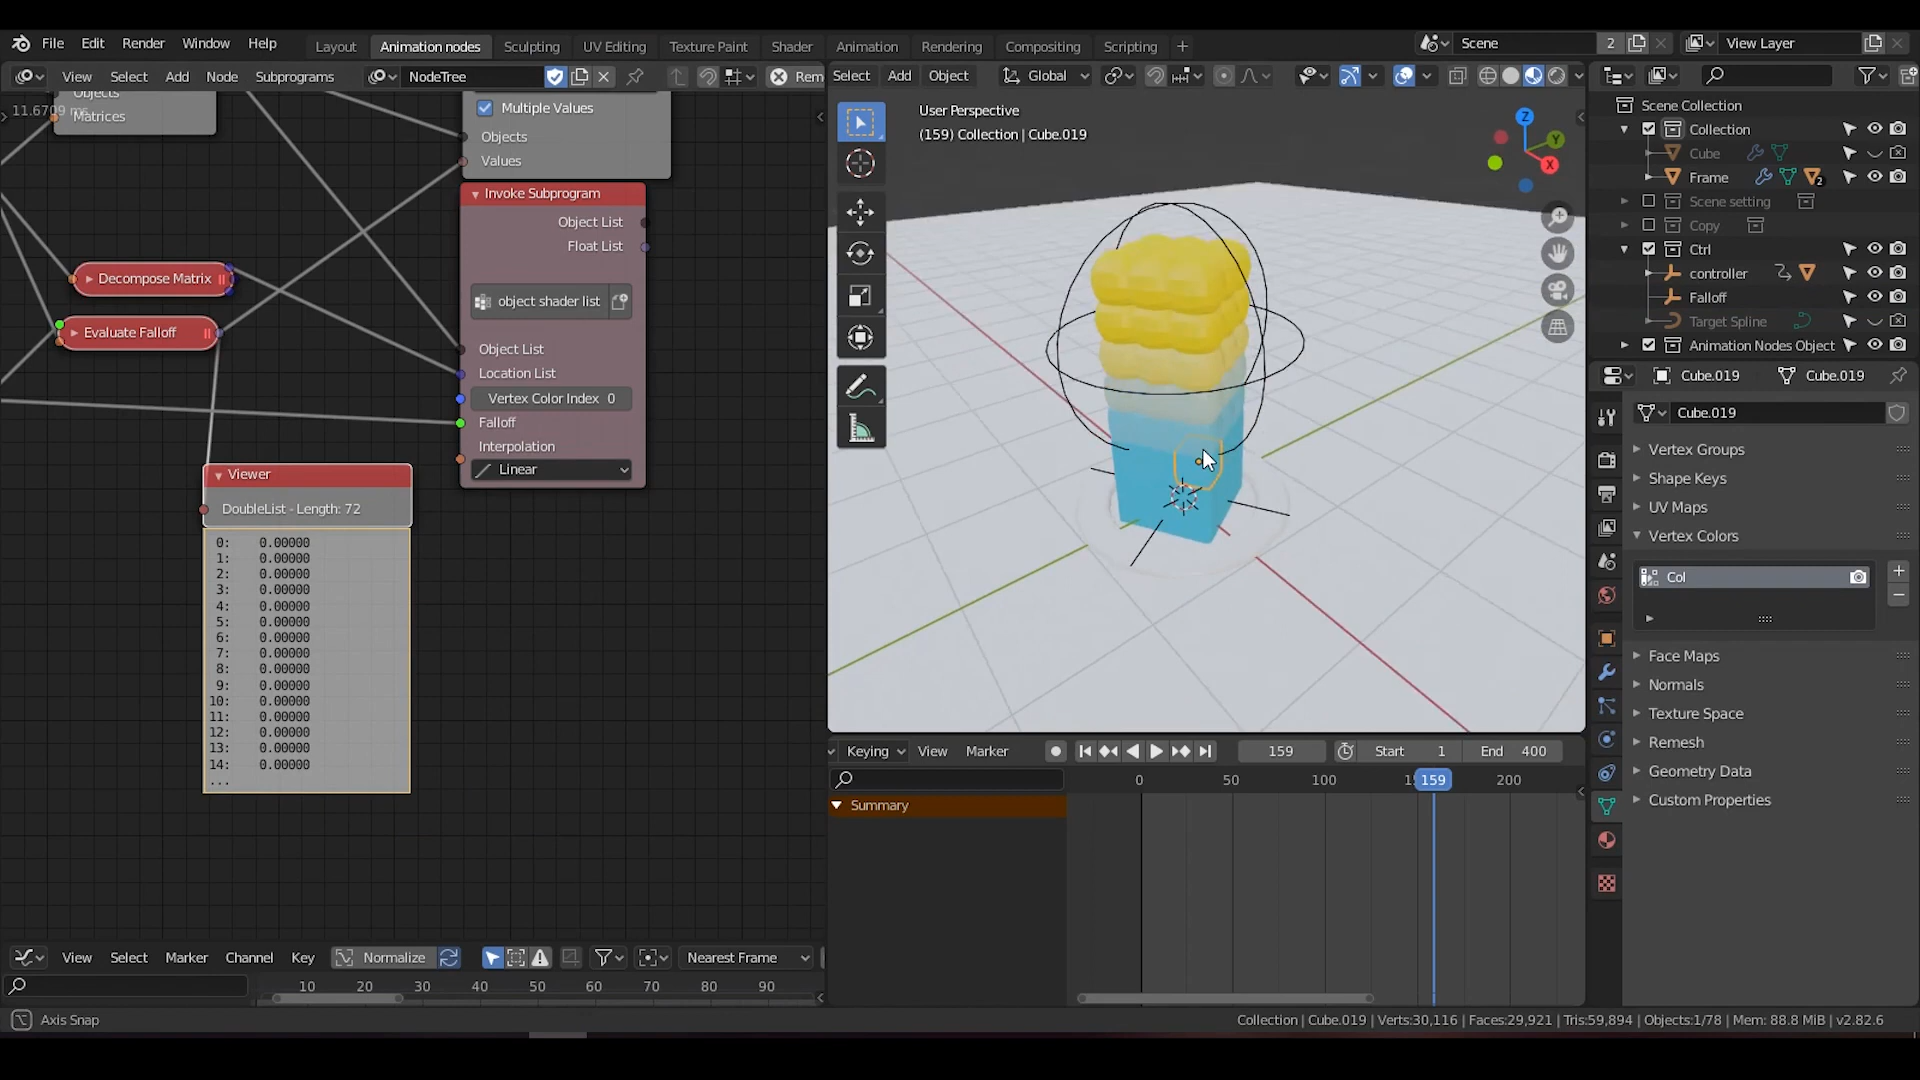 File Edit Render Window Help Layout Animation nodes Sculpting UV Editing Texture Paint Shader Animation Rendering Compositing Scripting + Scene 2 View Layer
View Select Add Node Subprograms NodeTree Rem
Select Add Object Global
Objects
11.6709 ms
Matrices
Multiple Values
Objects
Values
Invoke Subprogram
Object List
Float List
object shader list
Object List
Location List
Vertex Color Index 0
Falloff
Interpolation
Linear
Decompose Matrix
Evaluate Falloff
Viewer
DoubleList - Length: 72
0: 0.00000
1: 0.00000
2: 0.00000
3: 0.00000
4: 0.00000
5: 0.00000
6: 0.00000
7: 0.00000
8: 0.00000
9: 0.00000
10: 0.00000
11: 0.00000
12: 0.00000
13: 0.00000
14: 0.00000
...
User Perspective
(159) Collection | Cube.019
Z
Y
X
Scene Collection
Collection
Cube
Frame 2
Scene setting
Copy
Ctrl
controller
Falloff
Target Spline
Animation Nodes Object
Cube.019 Cube.019
Cube.019
Vertex Groups
Shape Keys
UV Maps
Vertex Colors
Col
Face Maps
Normals
Texture Space
Remesh
Geometry Data
Custom Properties
Keying View Marker 159 Start 1 End 400
0 50 100 159 200
Summary
View Select Marker Channel Key Normalize Nearest Frame
10 20 30 40 50 60 70 80 90
Axis Snap
Collection | Cube.019 | Verts:30,116 | Faces:29,921 | Tris:59,894 | Objects:1/78 | Mem: 88.8 MiB | v2.82.6